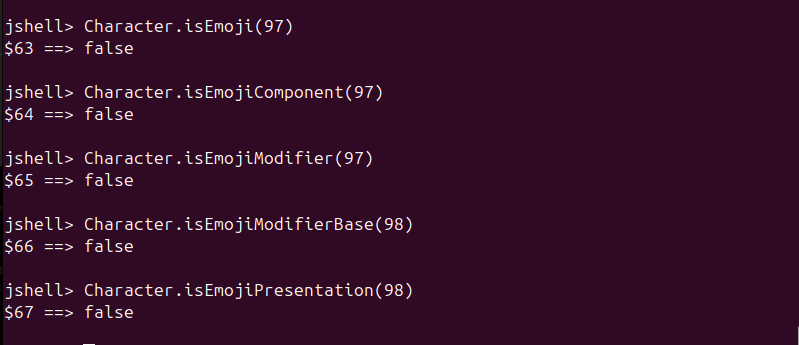 jshell> Character.isEmoji(97)
$63 ==> false
jshell> Character.isEmojiComponent(97)
$64 ==> false
jshell> Character.isEmojiModifier(97)
$65 ==> false
jshell> Character.isEmojiModifierBase(98)
$66 ==> false
jshell> Character.isEmojiPresentation(98)
$67 ==> false